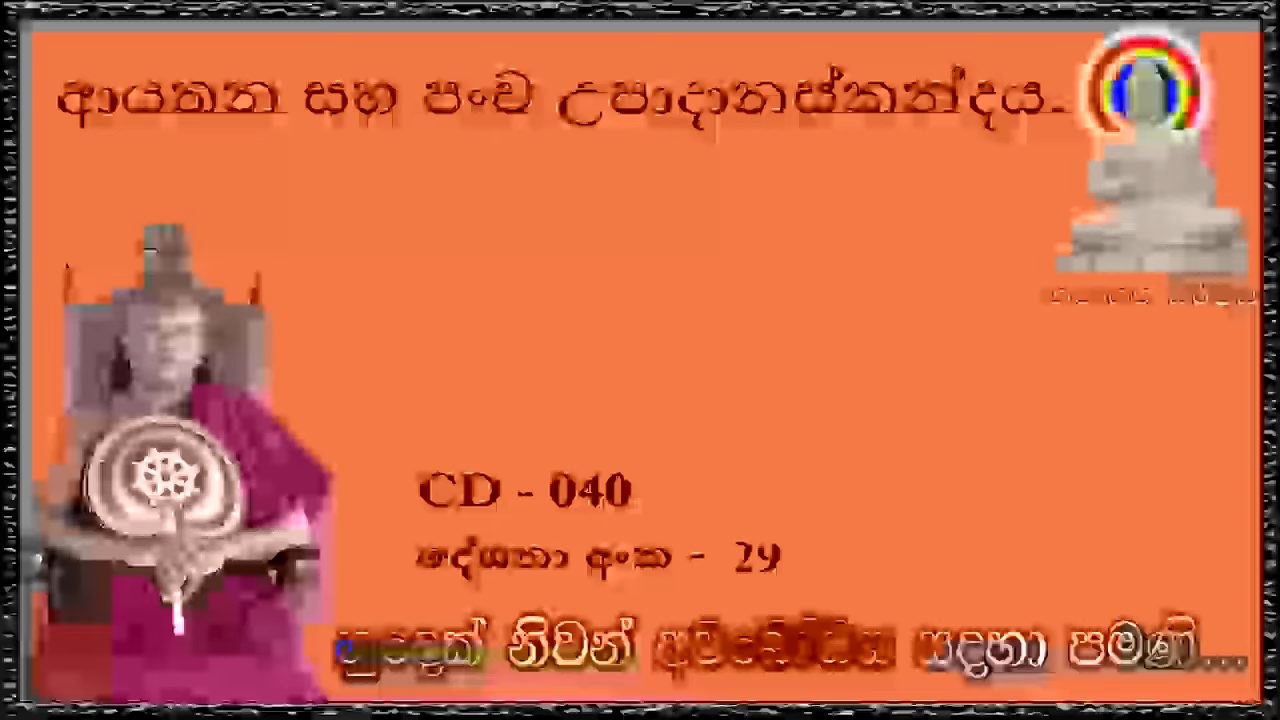 ආයතන සහ පංච උපාදානස්කන්දය.
CD - 040
දේශනා අංක - 29
හුදෙක් නිවන් අවබෝධය සඳහා පමණි...